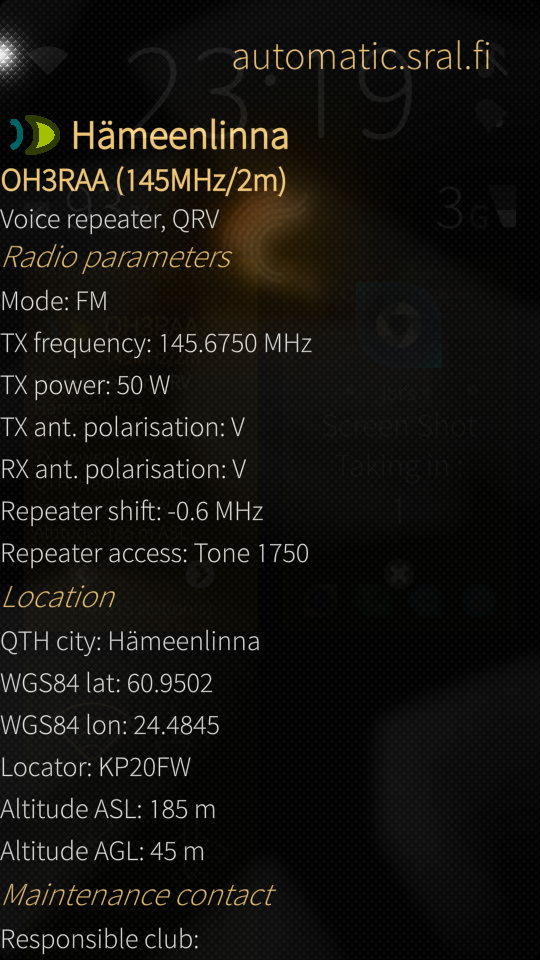 automatic.sral.fi
23:19
3G
Hämeenlinna
OH3RAA (145MHz/2m)
Voice repeater, QRV
Radio parameters
Mode: FM
TX frequency: 145.6750 MHz
TX power: 50 W
TX ant. polarisation: V
RX ant. polarisation: V
Repeater shift: -0.6 MHz
Repeater access: Tone 1750
Location
QTH city: Hämeenlinna
WGS84 lat: 60.9502
WGS84 lon: 24.4845
Locator: KP20FW
Altitude ASL: 185 m
Altitude AGL: 45 m
Maintenance contact
Responsible club: